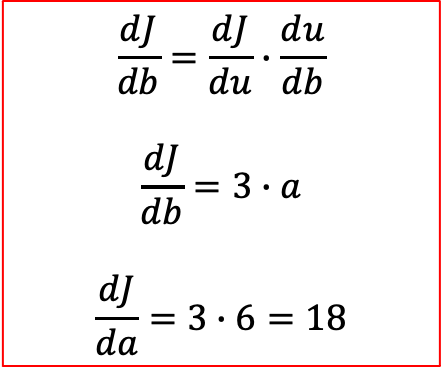 dJ/db = dJ/du · du/db
dJ/db = 3 · a
dJ/da = 3 · 6 = 18